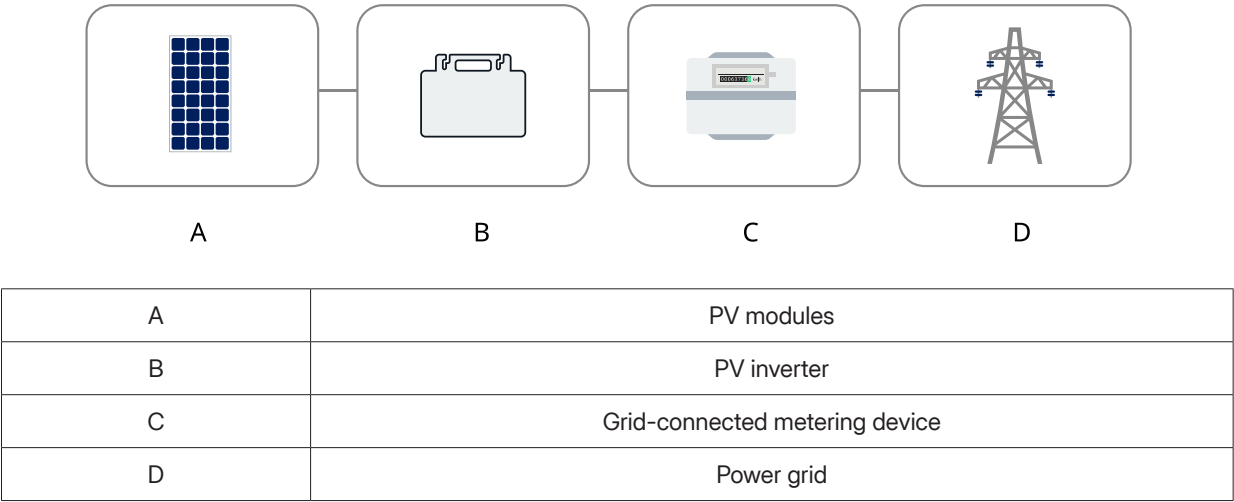 A B C D
A PV modules
B PV inverter
C Grid-connected metering device
D Power grid